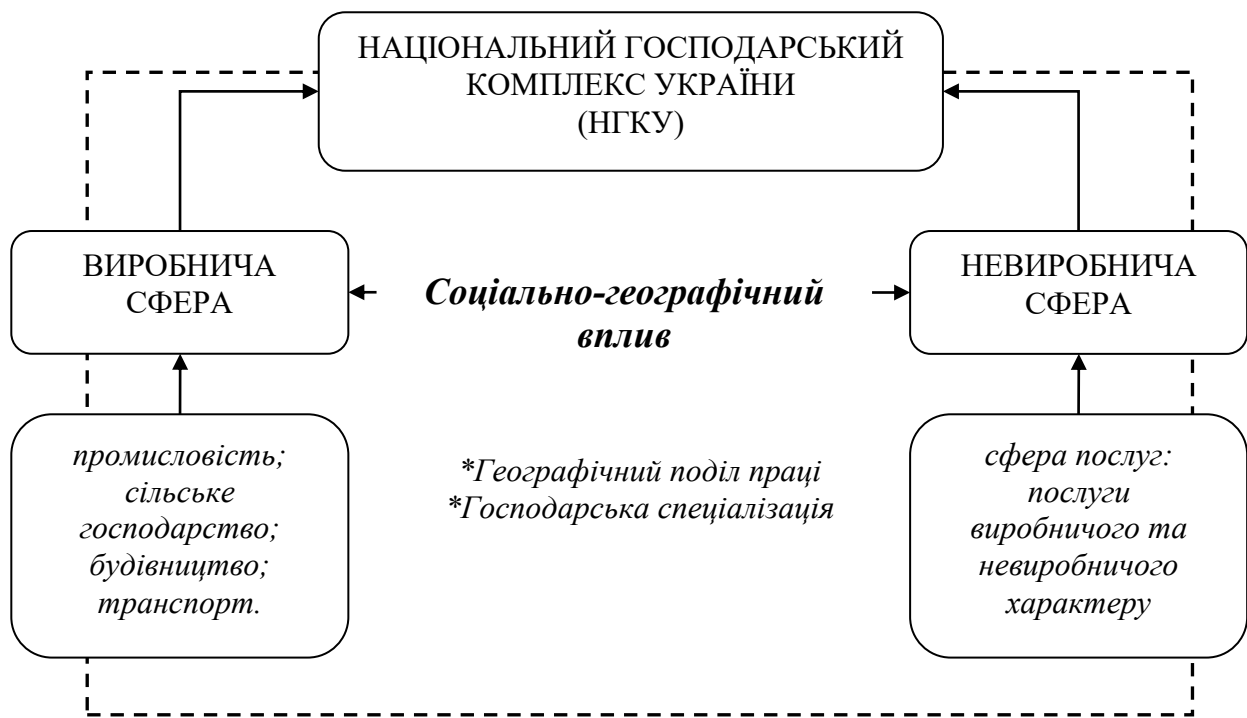 НАЦІОНАЛЬНИЙ ГОСПОДАРСЬКИЙ
КОМПЛЕКС УКРАЇНИ
(НГКУ)
ВИРОБНИЧА
СФЕРА
Соціально-географічний
вплив
НЕВИРОБНИЧА
СФЕРА
промисловість;
сільське
господарство;
будівництво;
транспорт.
*Географічний поділ праці
*Господарська спеціалізація
сфера послуг:
послуги
виробничого та
невиробничого
характеру